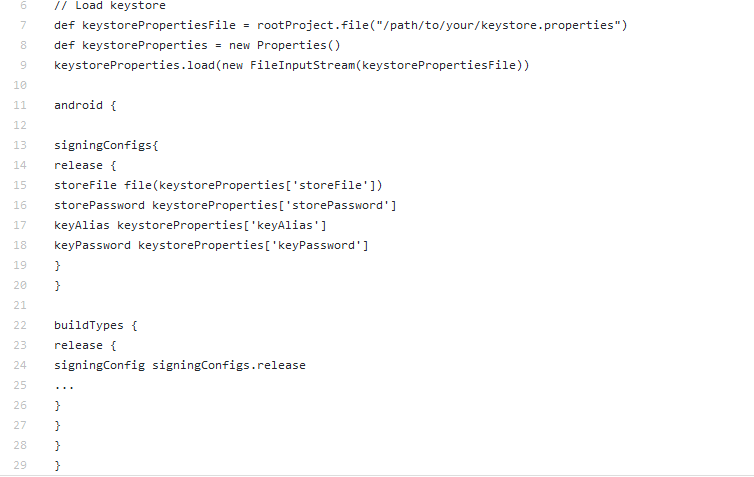 6 // Load keystore
7 def keystorePropertiesFile = rootProject.file("/path/to/your/keystore.properties")
8 def keystoreProperties = new Properties()
9 keystoreProperties.load(new FileInputStream(keystorePropertiesFile))
10
11 android {
12
13 signingConfigs{
14 release {
15 storeFile file(keystoreProperties['storeFile'])
16 storePassword keystoreProperties['storePassword']
17 keyAlias keystoreProperties['keyAlias']
18 keyPassword keystoreProperties['keyPassword']
19 }
20 }
21
22 buildTypes {
23 release {
24 signingConfig signingConfigs.release
25 ...
26 }
27 }
28 }
29 }